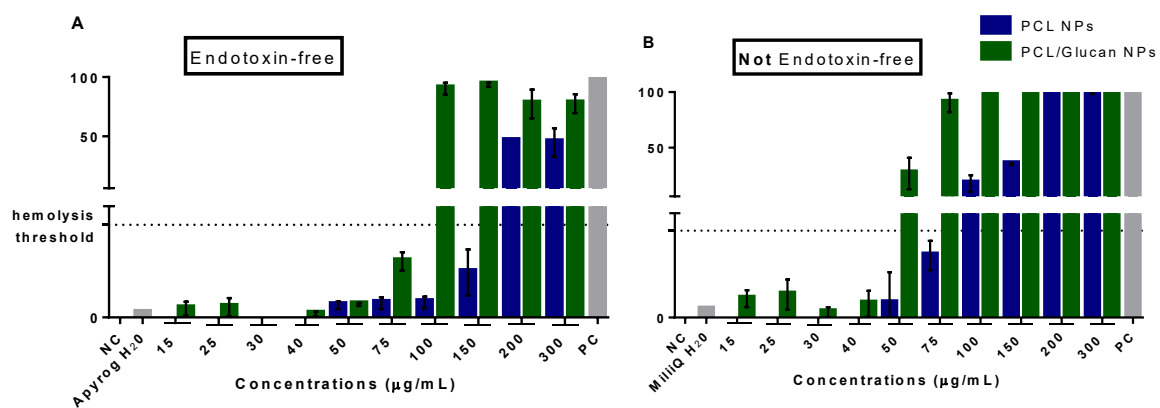 A
Endotoxin-free
100
50
hemolysis
threshold
0
NC
Apyrog H20
15
25
30
40
50
75
100
150
200
300
PC
Concentrations (µg/mL)
PCL NPs
PCL/Glucan NPs
B
Not Endotoxin-free
100
50
0
NC
MilliQ H20
15
25
30
40
50
75
100
150
200
300
PC
Concentrations (µg/mL)